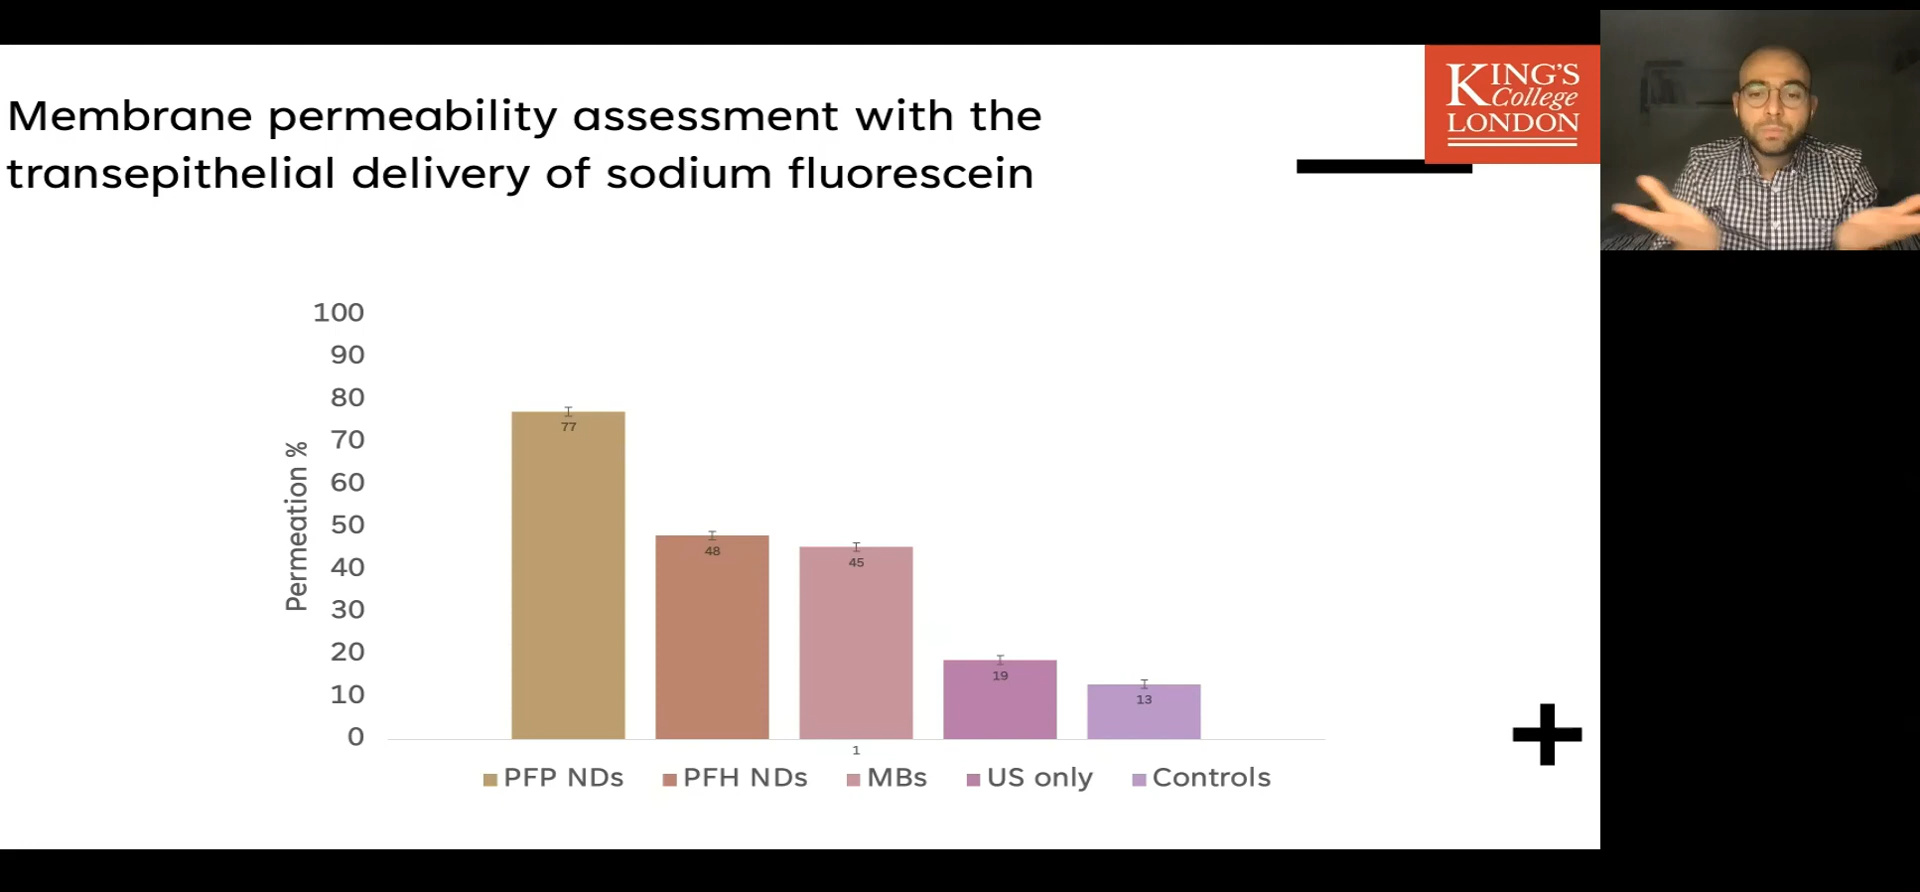 Membrane permeability assessment with the
transepithelial delivery of sodium fluorescein
KING'S
College
LONDON
Permeation %
100
90
80
70
60
50
40
30
20
10
0
77
48
45
19
13
1
PFP NDs
PFH NDs
MBs
US only
Controls